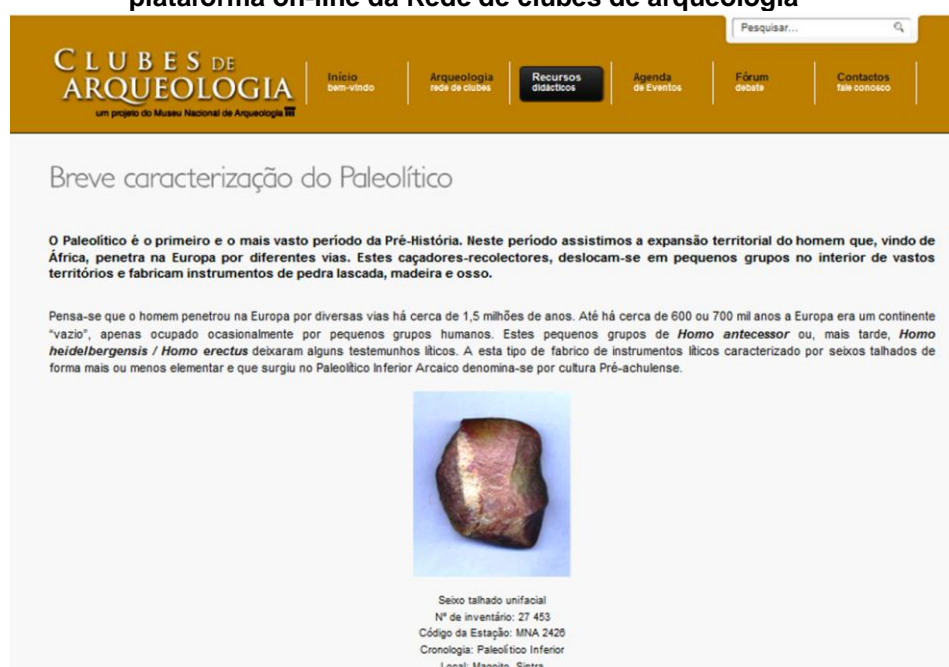 plataforma on-line da Rede de clubes de arqueologia
Pesquisar...
CLUBES DE
ARQUEOLOGIA
um projeto do Museu Nacional de Arqueologia
Início
bem-vindo
Arqueologia
rede de clubes
Recursos
didácticos
Agenda
de Eventos
Fórum
debate
Contactos
fale conosco
Breve caracterização do Paleolítico
O Paleolítico é o primeiro e o mais vasto período da Pré-História. Neste período assistimos a expansão territorial do homem que, vindo de
África, penetra na Europa por diferentes vias. Estes caçadores-recolectores, deslocam-se em pequenos grupos no interior de vastos
territórios e fabricam instrumentos de pedra lascada, madeira e osso.
Pensa-se que o homem penetrou na Europa por diversas vias há cerca de 1,5 milhões de anos. Até há cerca de 600 ou 700 mil anos a Europa era um continente
“vazio”, apenas ocupado ocasionalmente por pequenos grupos humanos. Estes pequenos grupos de Homo antecessor ou, mais tarde, Homo
heidelbergensis / Homo erectus deixaram alguns testemunhos líticos. A esta tipo de fabrico de instrumentos líticos caracterizado por seixos talhados de
forma mais ou menos elementar e que surgiu no Paleolítico Inferior Arcaico denomina-se por cultura Pré-achulense.
Seixo talhado unifacial
Nº de inventário: 27 453
Código da Estação: MNA 2426
Cronologia: Paleolítico Inferior
Local: Magoito, Sintra